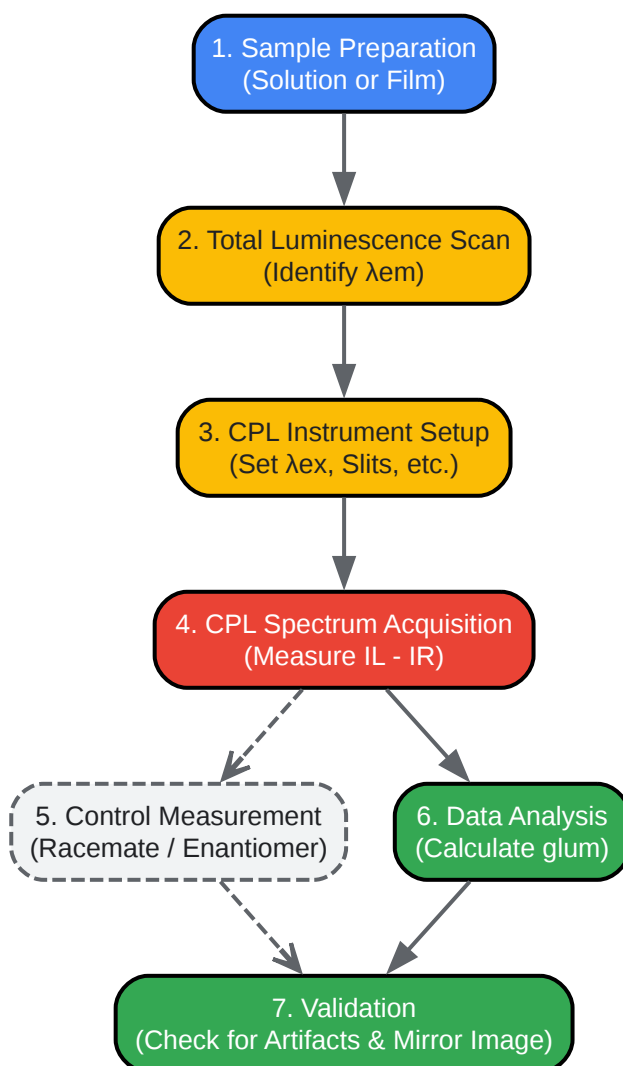 1. Sample Preparation
(Solution or Film)
2. Total Luminescence Scan
(Identify λem)
3. CPL Instrument Setup
(Set λex, Slits, etc.)
4. CPL Spectrum Acquisition
(Measure IL - IR)
5. Control Measurement
(Racemate / Enantiomer)
6. Data Analysis
(Calculate glum)
7. Validation
(Check for Artifacts & Mirror Image)